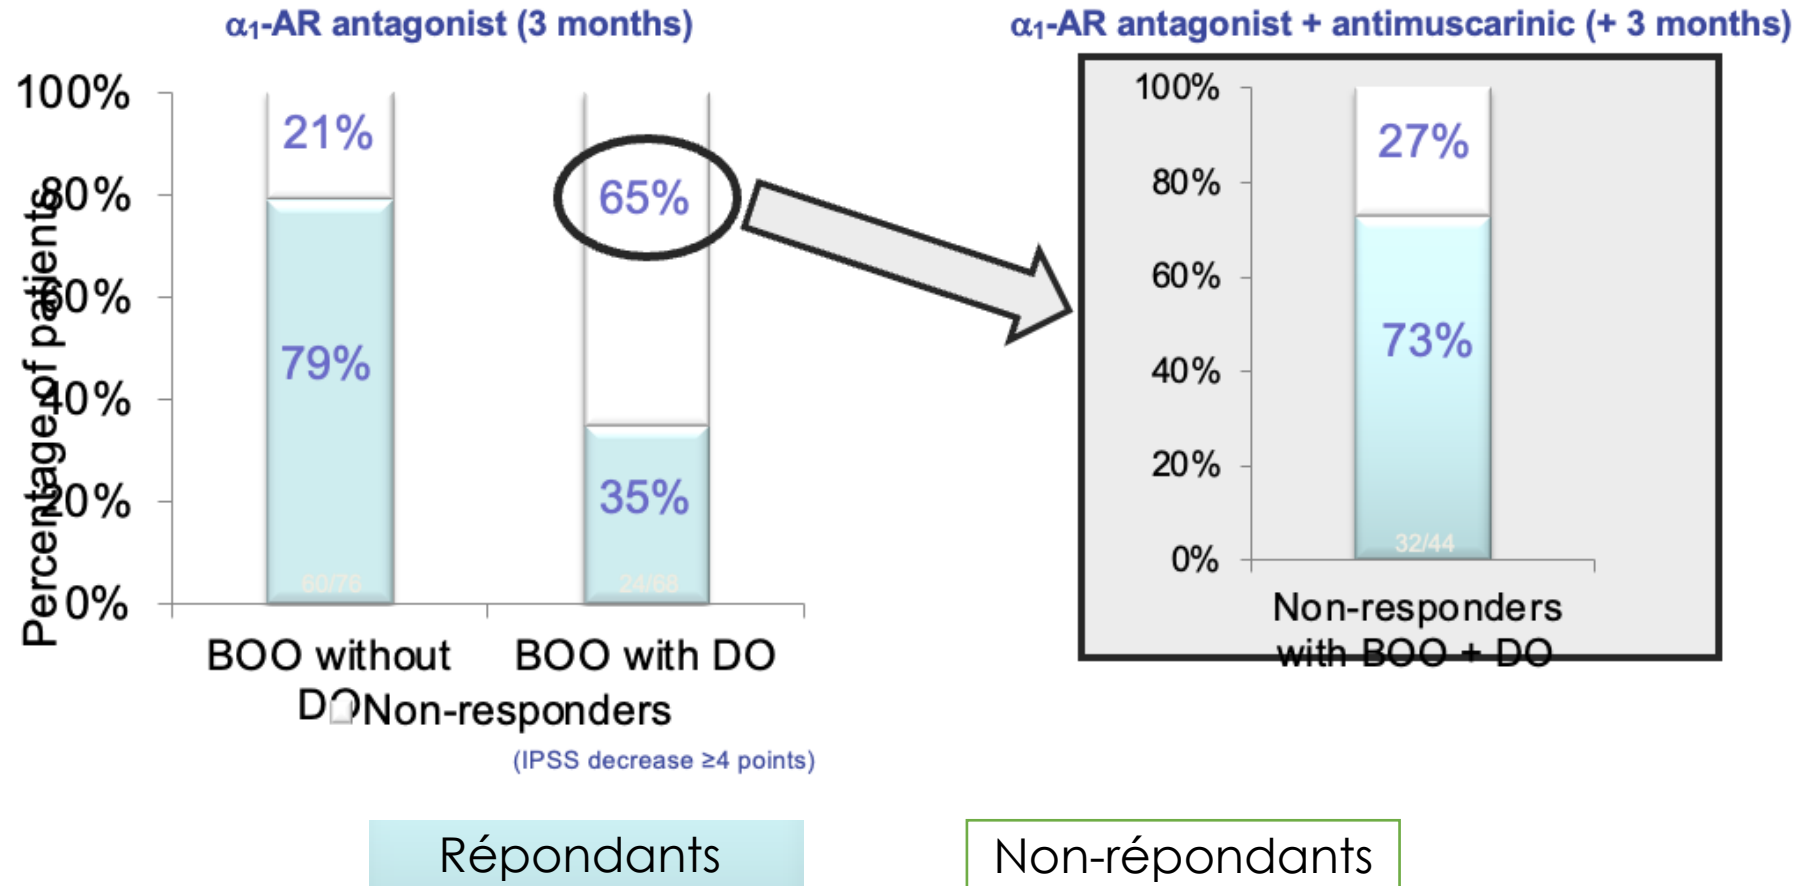 α₁-AR antagonist (3 months)
α₁-AR antagonist + antimuscarinic (+ 3 months)
Percentage of patients
100%
80%
60%
40%
20%
0%
21%
79%
60/76
65%
35%
24/68
BOO without
DO
BOO with DO
Non-responders
(IPSS decrease ≥4 points)
100%
80%
60%
40%
20%
0%
27%
73%
32/44
Non-responders
with BOO + DO
Répondants
Non-répondants